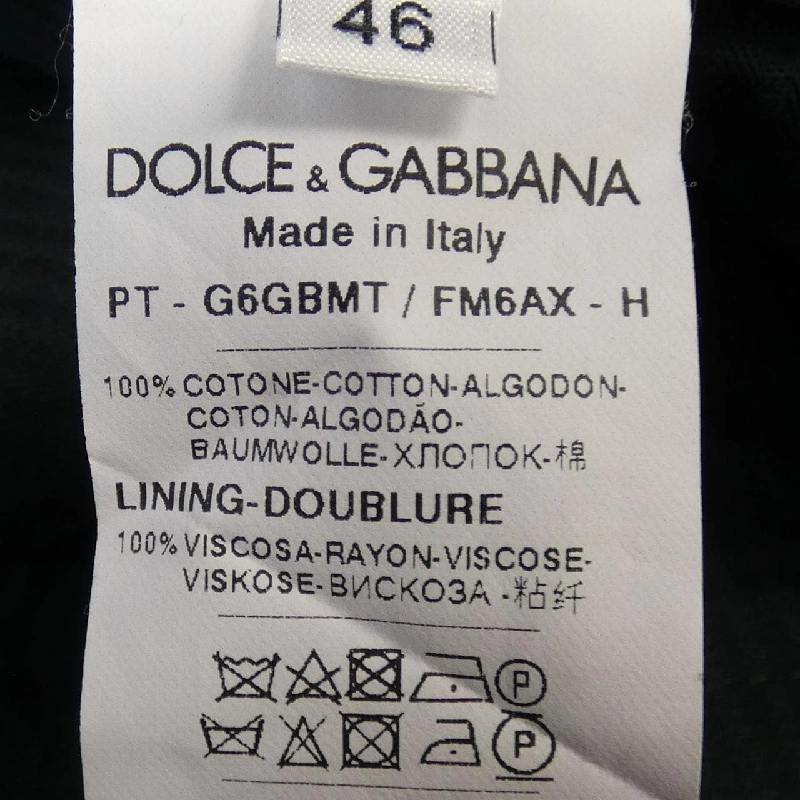 46
DOLCE & GABBANA
Made in Italy
PT - G6GBMT / FM6AX - H
100% COTONE-COTTON-ALGODON-
COTON-ALGODÃO-
BAUMWOLLE-ХЛОПОК-棉
LINING-DOUBLURE
100% VISCOSA-RAYON-VISCOSE-
VISKOSE-ВИСКОЗА -粘纤
P
P